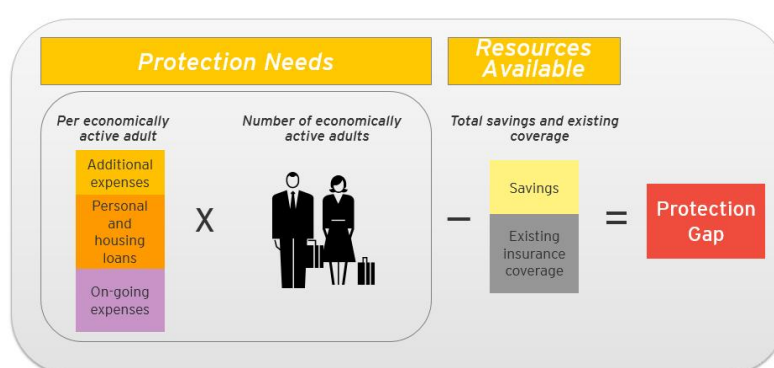 Protection Needs
Resources
Available
Per economically
active adult
Number of economically
active adults
Total savings and existing
coverage
Additional
expenses
Personal
and
housing
loans
On-going
expenses
X
–
Savings
Existing
insurance
coverage
=
Protection
Gap